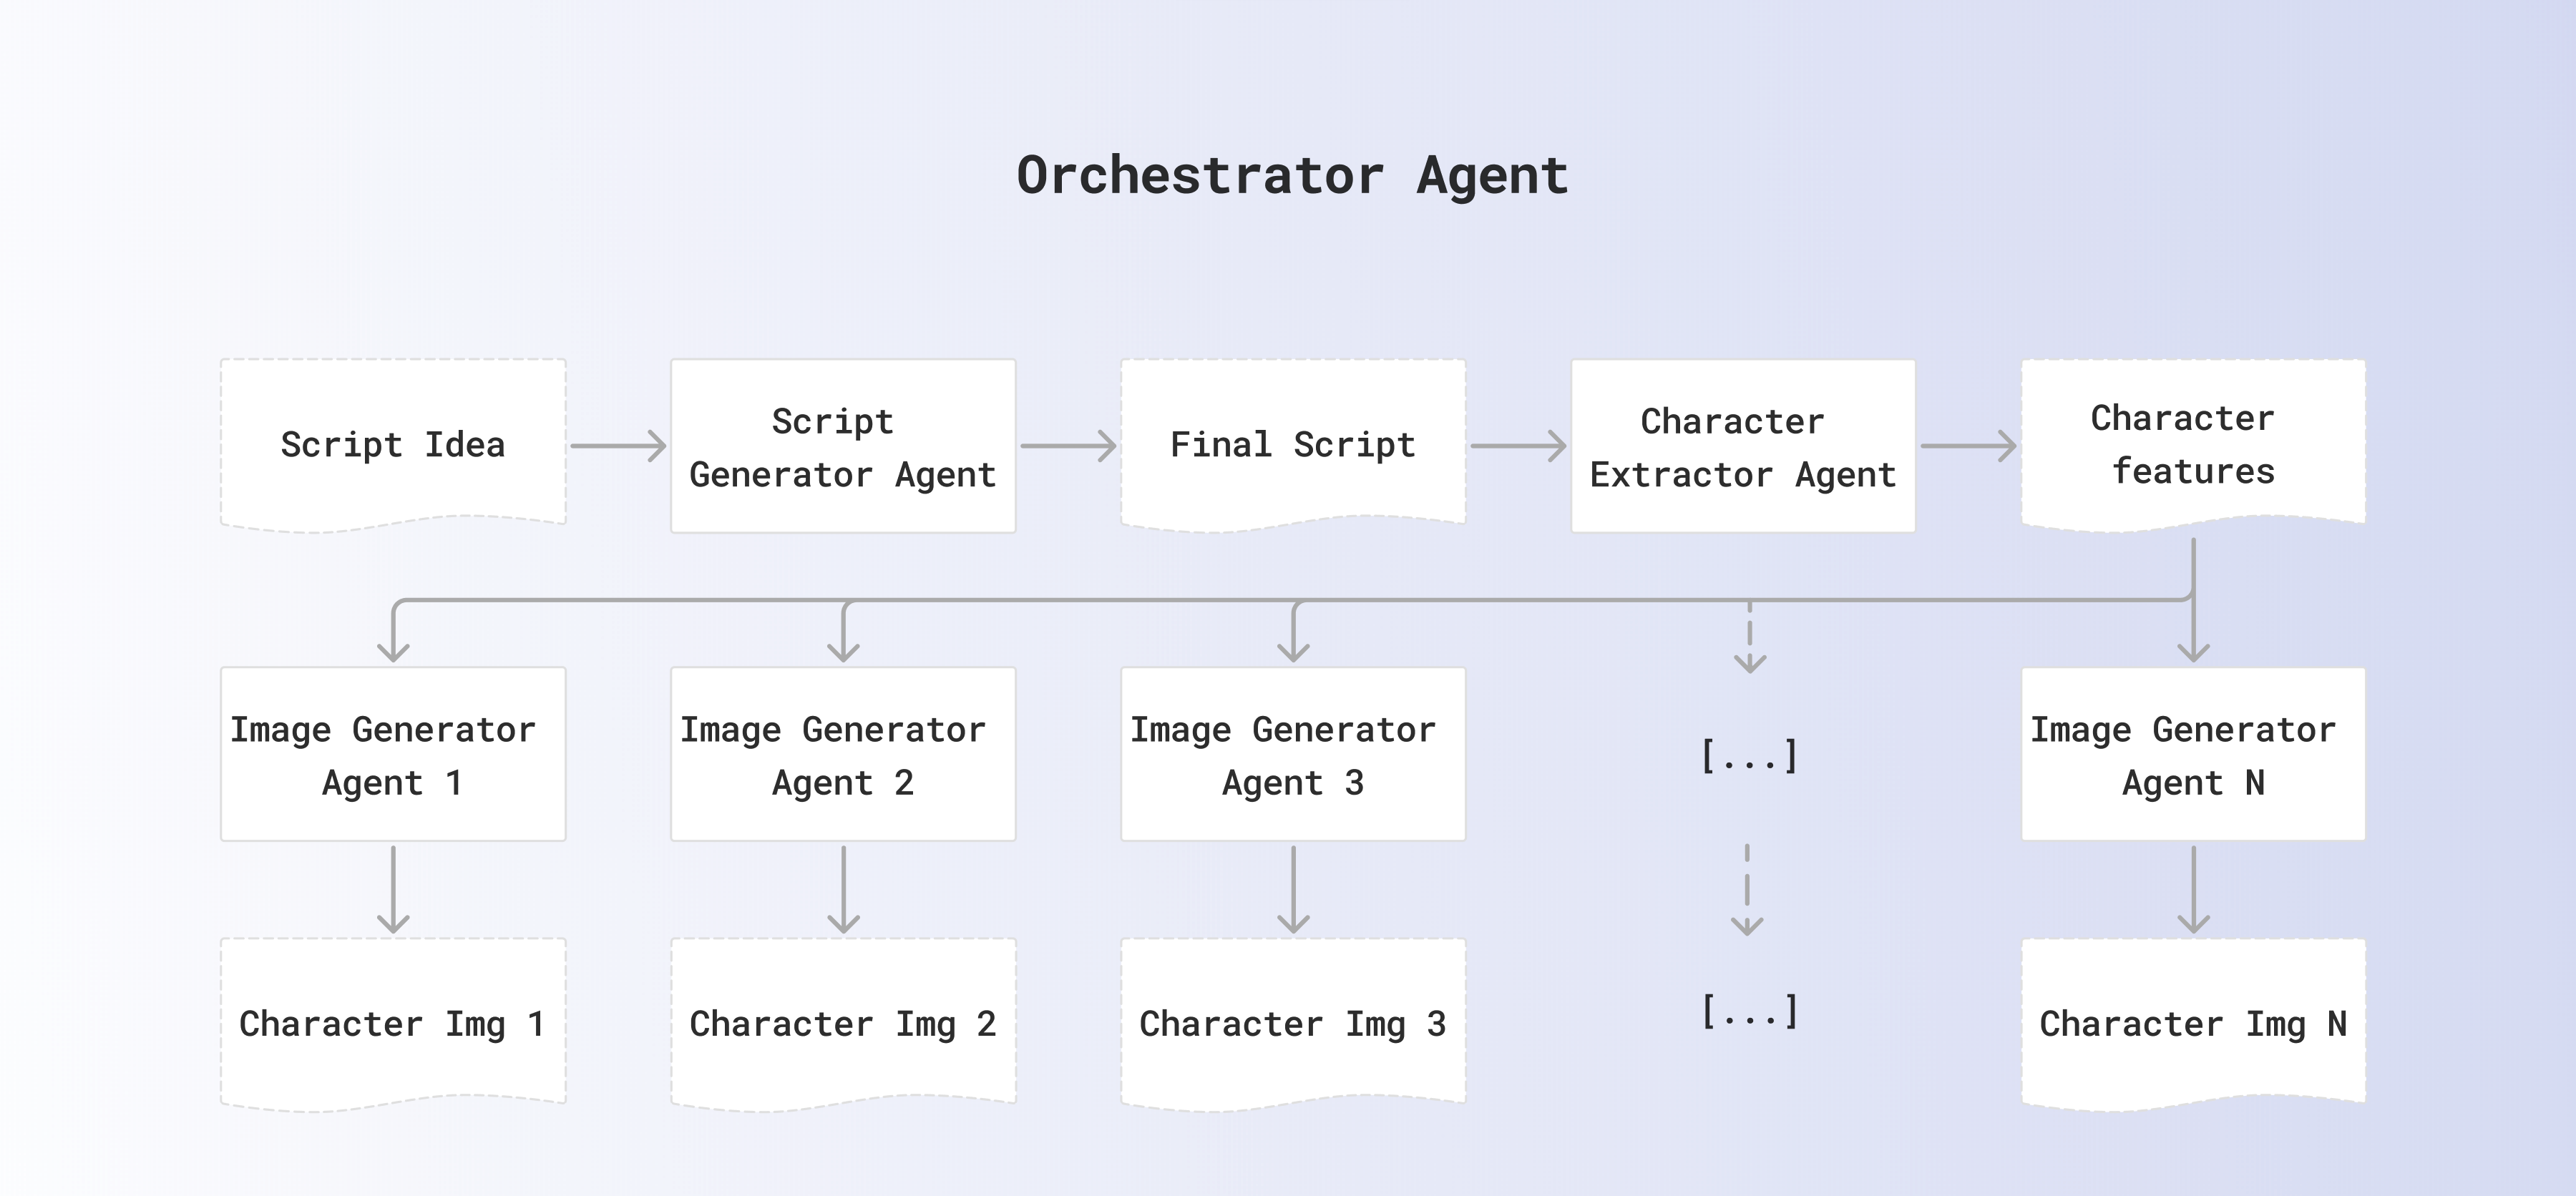 Orchestrator Agent
Script Idea
Script
Generator Agent
Final Script
Character
Extractor Agent
Character
features
Image Generator
Agent 1
Image Generator
Agent 2
Image Generator
Agent 3
[...]
Image Generator
Agent N
Character Img 1
Character Img 2
Character Img 3
[...]
Character Img N